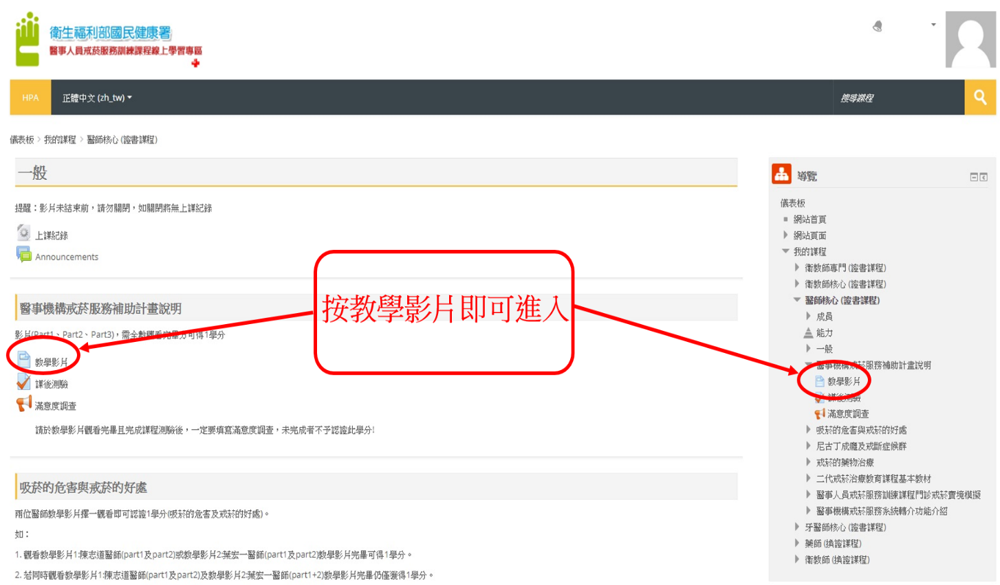 衛生福利部國民健康署
醫事人員戒菸服務訓練課程線上學習專區
HPA
正體中文 (zh_tw)
搜尋課程
儀表板 > 我的課程 > 醫師核心 (證書課程)
一般
提醒：影片未結束前，請勿關閉，如關閉將無上課紀錄
上課紀錄
Announcements
按教學影片即可進入
醫事機構戒菸服務補助計畫說明
影片(Part1、Part2、Part3)，需全數觀看完畢方可得1學分
教學影片
課後測驗
滿意度調查
請於教學影片觀看完畢且完成課程測驗後，一定要填寫滿意度調查，未完成者不予認證此學分!
吸菸的危害與戒菸的好處
兩位醫師教學影片擇一觀看即可認證1學分(吸菸的危害及戒菸的好處)。
如：
1. 觀看教學影片1:陳志道醫師(part1及part2)或教學影片2:葉宏一醫師(part1及part2)教學影片完畢可得1學分。
2. 若同時觀看教學影片1:陳志道醫師(part1及part2)及教學影片2:葉宏一醫師(part1+2)教學影片完畢仍僅獲得1學分。
導覽
儀表板
網站首頁
網站頁面
我的課程
衛教師專門 (證書課程)
衛教師核心 (證書課程)
醫師核心 (證書課程)
成員
能力
一般
醫事機構戒菸服務補助計畫說明
教學影片
課後測驗
滿意度調查
吸菸的危害與戒菸的好處
尼古丁成癮及戒斷症候群
戒菸的藥物治療
二代戒菸治療教育課程基本教材
醫事人員戒菸服務訓練課程門診戒菸實境模擬
醫事機構戒菸服務系統轉介功能介紹
牙醫師核心 (證書課程)
藥師 (換證課程)
衛教師 (換證課程)